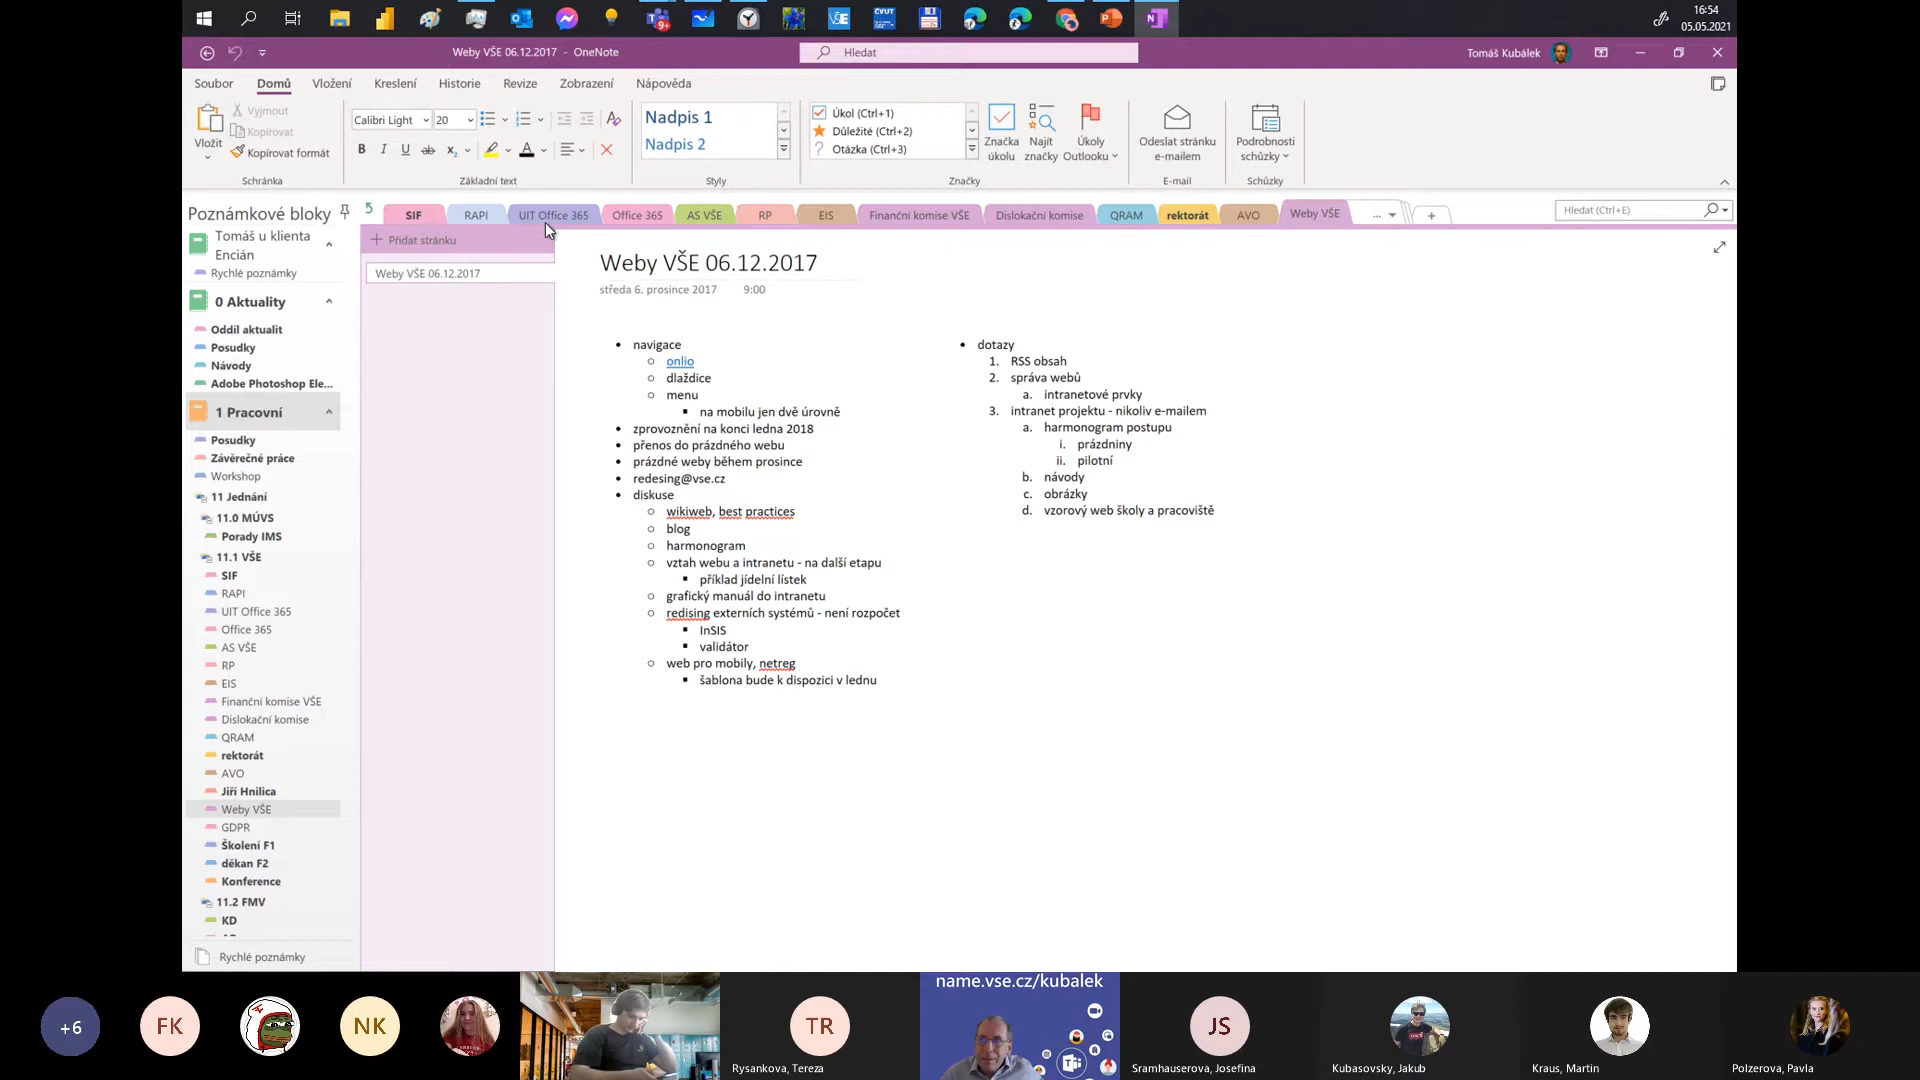 16:54
05.05.2021
Weby VŠE 06.12.2017 - OneNote
Hledat
Tomáš Kubálek
Soubor Domů Vložení Kreslení Historie Revize Zobrazení Nápověda
Vložit
Vyjmout
Kopírovat
Kopírovat formát
Schránka
Calibri Light 20
Základní text
Nadpis 1
Nadpis 2
Styly
Úkol (Ctrl+1)
Důležité (Ctrl+2)
Otázka (Ctrl+3)
Značka úkolu
Najít značky
Úkoly Outlooku
Značky
Odeslat stránku e-mailem
E-mail
Podrobnosti schůzky
Schůzky
Poznámkové bloky
SIF RAPI UIT Office 365 Office 365 AS VŠE RP EIS Finanční komise VŠE Dislokační komise QRAM rektorát AVO Weby VŠE ... +
Hledat (Ctrl+E)
Tomáš u klienta Encián
Rychlé poznámky
0 Aktuality
Oddíl aktualit
Posudky
Návody
Adobe Photoshop Ele...
1 Pracovní
Posudky
Závěrečné práce
Workshop
11 Jednání
11.0 MÚVS
Porady IMS
11.1 VŠE
SIF
RAPI
UIT Office 365
Office 365
AS VŠE
RP
EIS
Finanční komise VŠE
Dislokační komise
QRAM
rektorát
AVO
Jiří Hnilica
Weby VŠE
GDPR
Školení F1
děkan F2
Konference
11.2 FMV
KD
Rychlé poznámky
Přidat stránku
Weby VŠE 06.12.2017
Weby VŠE 06.12.2017
středa 6. prosince 2017 9:00
navigace
onlio
dlaždice
menu
na mobilu jen dvě úrovně
zprovoznění na konci ledna 2018
přenos do prázdného webu
prázdné weby během prosince
redesing@vse.cz
diskuse
wikiweb, best practices
blog
harmonogram
vztah webu a intranetu - na další etapu
příklad jídelní lístek
grafický manuál do intranetu
redising externích systémů - není rozpočet
InSIS
validátor
web pro mobily, netreg
šablona bude k dispozici v lednu
dotazy
1. RSS obsah
2. správa webů
a. intranetové prvky
3. intranet projektu - nikoliv e-mailem
a. harmonogram postupu
i. prázdniny
ii. pilotní
b. návody
c. obrázky
d. vzorový web školy a pracoviště
+6
FK
NK
TR
Rysankova, Tereza
name.vse.cz/kubalek
JS
Sramhauserova, Josefina
Kubasovsky, Jakub
Kraus, Martin
Polzerova, Pavla